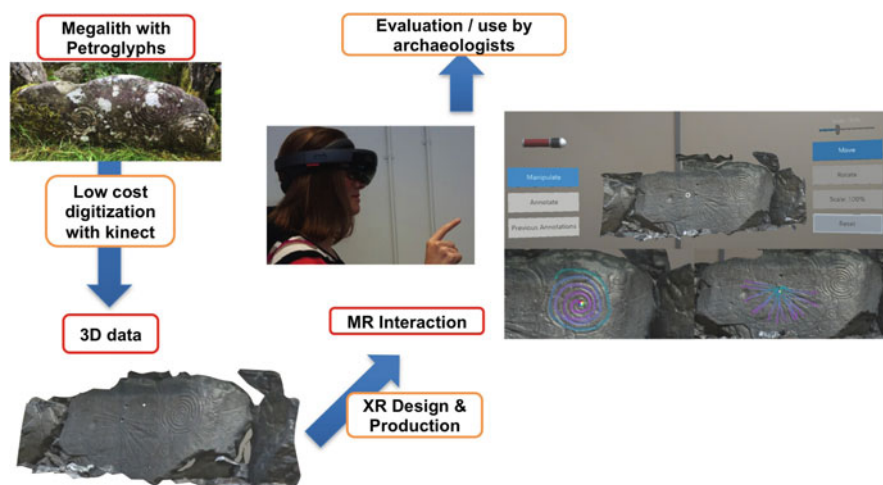 Megalith with
Petroglyphs
Low cost
digitization
with kinect
3D data
XR Design &
Production
MR Interaction
Evaluation / use by
archaeologists
Manipulate
Annotate
Previous Annotations
Move
Rotate
Scale: 100%
Reset